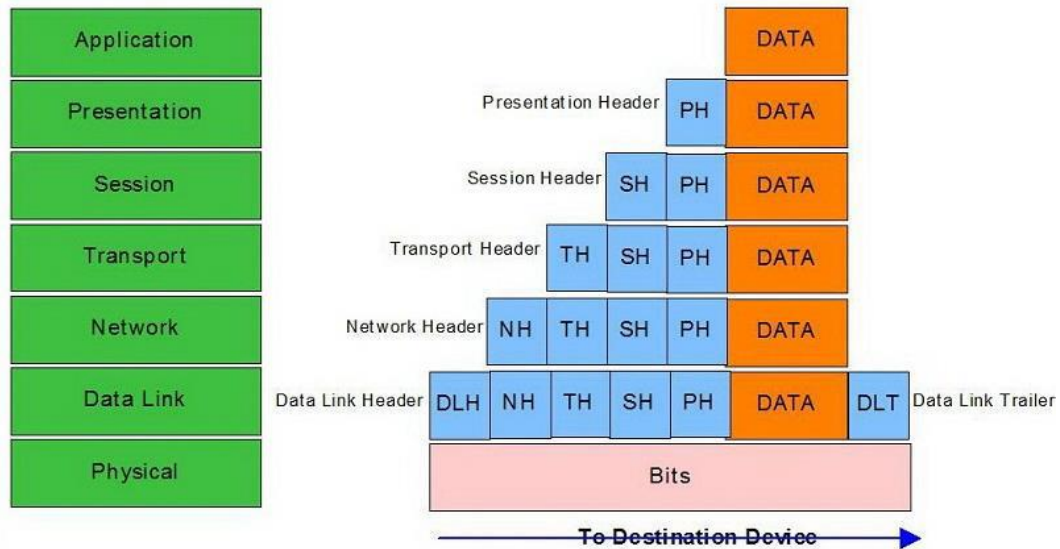 Application
DATA
Presentation
Presentation Header
PH
DATA
Session
Session Header
SH
PH
DATA
Transport
Transport Header
TH
SH
PH
DATA
Network
Network Header
NH
TH
SH
PH
DATA
Data Link
Data Link Header
DLH
NH
TH
SH
PH
DATA
DLT
Data Link Trailer
Physical
Bits
To Destination Device